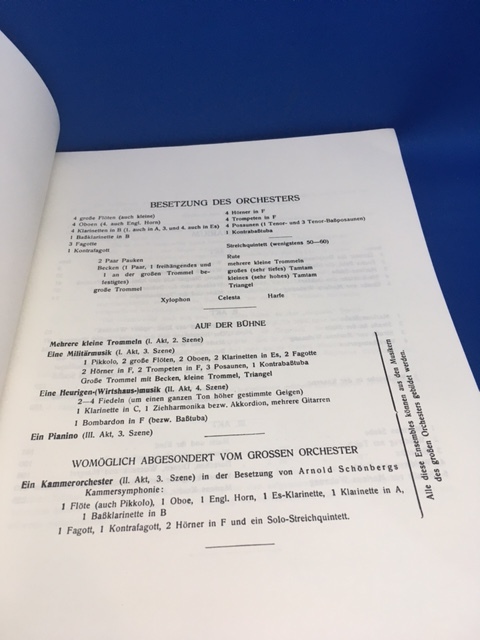 BESETZUNG DES ORCHESTERS
4 große Flöten (auch kleine)
4 Oboen (4. auch Engl. Horn)
4 Klarinetten in B (1. auch in A, 3. und 4. auch in Es)
1 Baßklarinette in B
3 Fagotte
1 Kontrafagott
4 Hörner in F
4 Trompeten in F
4 Posaunen (1 Tenor- und 3 Tenor-Baßposaunen)
1 Kontrabaßtuba
Streichquintett (wenigstens 50—60)
2 Paar Pauken
Becken (1 Paar, 1 freihängendes und
1 an der großen Trommel be-
festigtes)
große Trommel
Rute
mehrere kleine Trommeln
großes (sehr tiefes) Tamtam
kleines (sehr hohes) Tamtam
Triangel
Xylophon Celesta Harfe
AUF DER BÜHNE
Mehrere kleine Trommeln (I. Akt, 2. Szene)
Eine Militärmusik (I. Akt, 3. Szene)
1 Pikkolo, 2 große Flöten, 2 Oboen, 2 Klarinetten in Es, 2 Fagotte
2 Hörner in F, 2 Trompeten in F, 3 Posaunen, 1 Kontrabaßtuba
Große Trommel mit Becken, kleine Trommel, Triangel
Eine Heurigen-(Wirtshaus-)musik (II. Akt, 4. Szene)
2—4 Fiedeln (um einen ganzen Ton höher gestimmte Geigen)
1 Klarinette in C, 1 Ziehharmonika bezw. Akkordion, mehrere Gitarren
1 Bombardon in F (bezw. Baßtuba)
Ein Pianino (III. Akt, 3. Szene)
Alle diese Ensembles können aus den Musikern
des großen Orchesters gebildet werden.
WOMÖGLICH ABGESONDERT VOM GROSSEN ORCHESTER
Ein Kammerorchester (II. Akt, 3. Szene) in der Besetzung von Arnold Schönbergs
Kammersymphonie:
1 Flöte (auch Pikkolo), 1 Oboe, 1 Engl. Horn, 1 Es-Klarinette, 1 Klarinette in A,
1 Baßklarinette in B
1 Fagott, 1 Kontrafagott, 2 Hörner in F und ein Solo-Streichquintett.